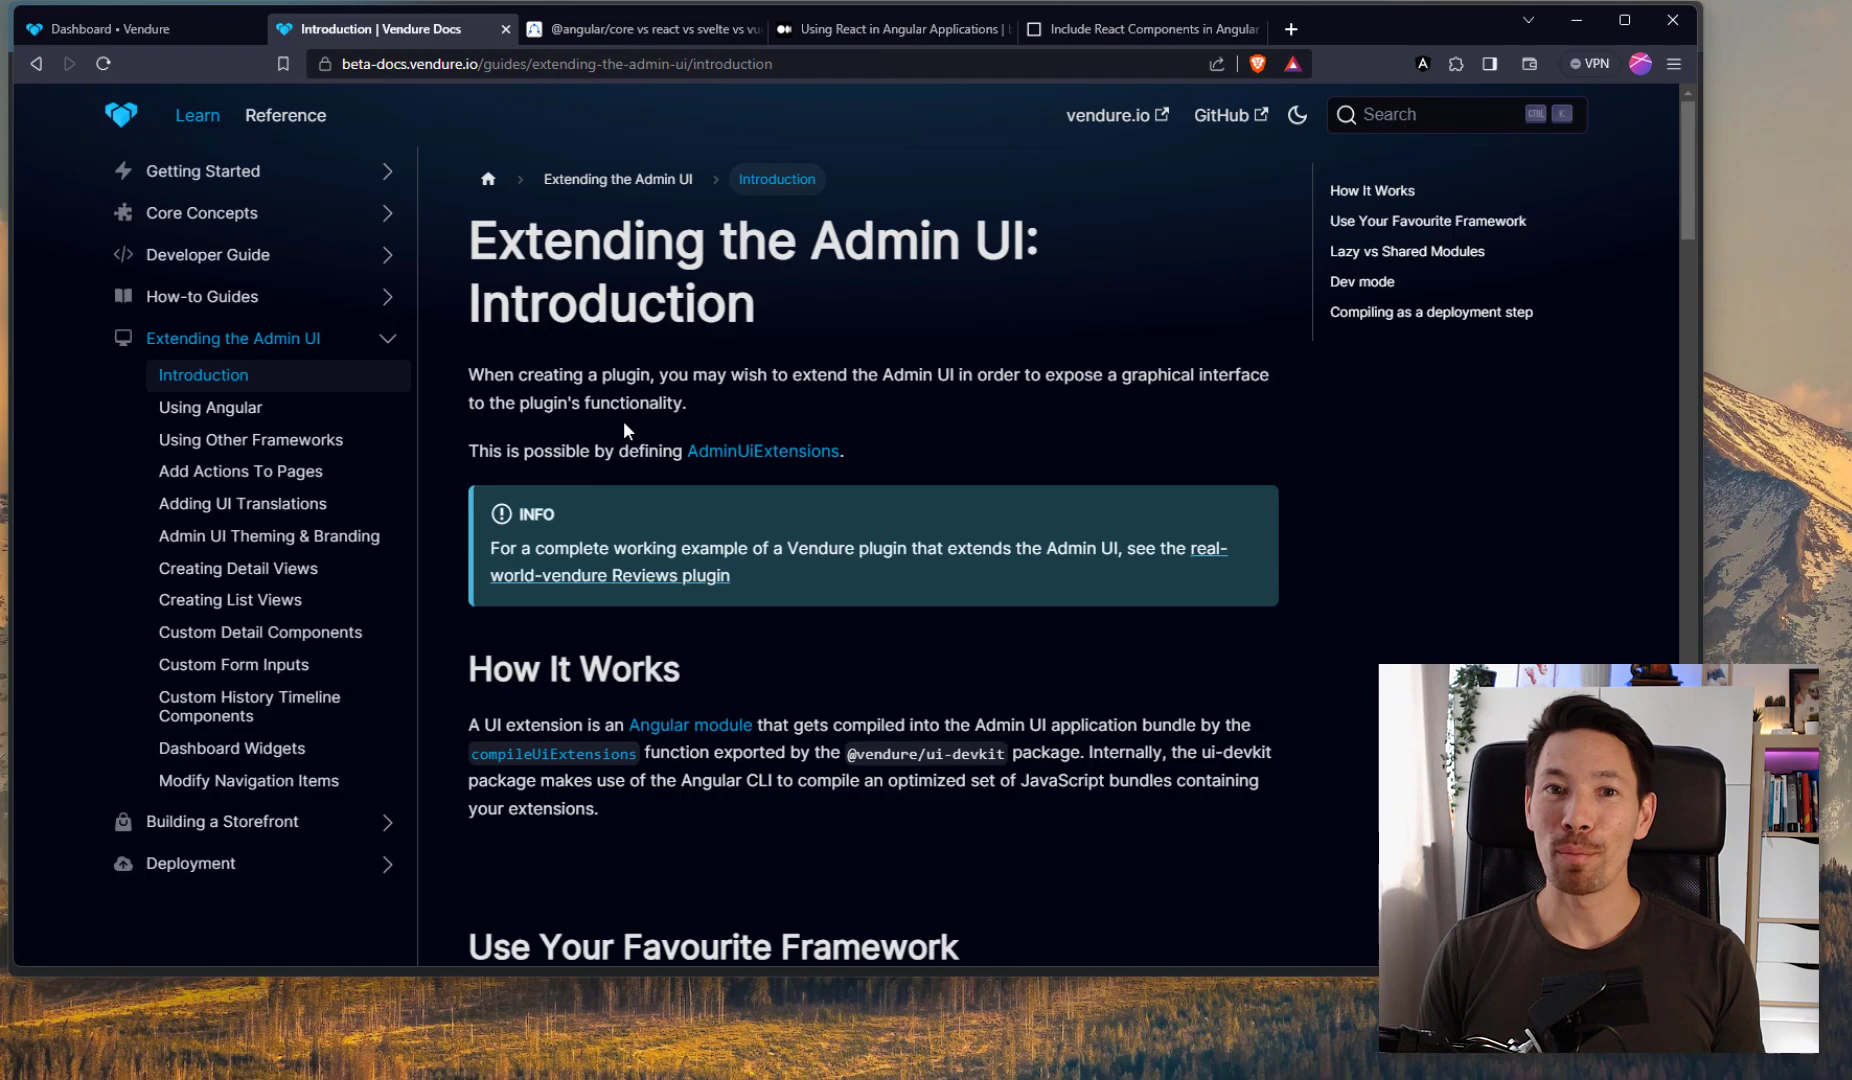 Dashboard • Vendure
Introduction | Vendure Docs
@angular/core vs react vs svelte vs vu
Using React in Angular Applications |
Include React Components in Angular
beta-docs.vendure.io/guides/extending-the-admin-ui/introduction
VPN
Learn
Reference
vendure.io
GitHub
Search
CTRL K
Getting Started
Core Concepts
Developer Guide
How-to Guides
Extending the Admin UI
Introduction
Using Angular
Using Other Frameworks
Add Actions To Pages
Adding UI Translations
Admin UI Theming & Branding
Creating Detail Views
Creating List Views
Custom Detail Components
Custom Form Inputs
Custom History Timeline
Components
Dashboard Widgets
Modify Navigation Items
Building a Storefront
Deployment
Extending the Admin UI
Introduction
Extending the Admin UI:
Introduction
When creating a plugin, you may wish to extend the Admin UI in order to expose a graphical interface
to the plugin's functionality.
This is possible by defining AdminUiExtensions.
INFO
For a complete working example of a Vendure plugin that extends the Admin UI, see the real-
world-vendure Reviews plugin
How It Works
A UI extension is an Angular module that gets compiled into the Admin UI application bundle by the
compileUiExtensions function exported by the @vendure/ui-devkit package. Internally, the ui-devkit
package makes use of the Angular CLI to compile an optimized set of JavaScript bundles containing
your extensions.
Use Your Favourite Framework
How It Works
Use Your Favourite Framework
Lazy vs Shared Modules
Dev mode
Compiling as a deployment step